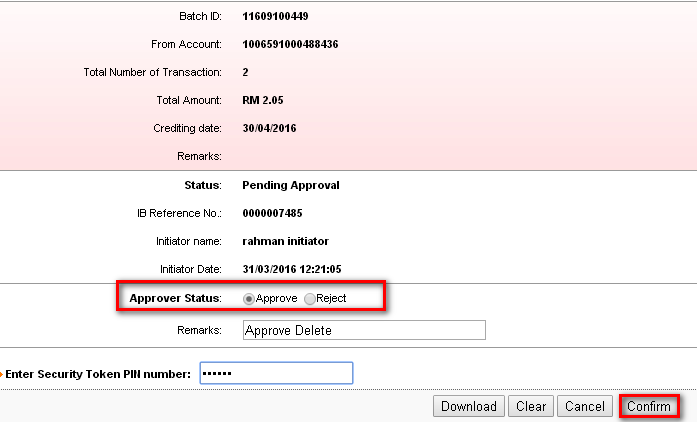 Batch ID: 11609100449
From Account: 1006591000488436
Total Number of Transaction: 2
Total Amount: RM 2.05
Crediting date: 30/04/2016
Remarks:
Status: Pending Approval
IB Reference No.: 0000007485
Initiator name: rahman initiator
Initiator Date: 31/03/2016 12:21:05
Approver Status: Approve Reject
Remarks: Approve Delete
Enter Security Token PIN number: ••••••
Download Clear Cancel Confirm